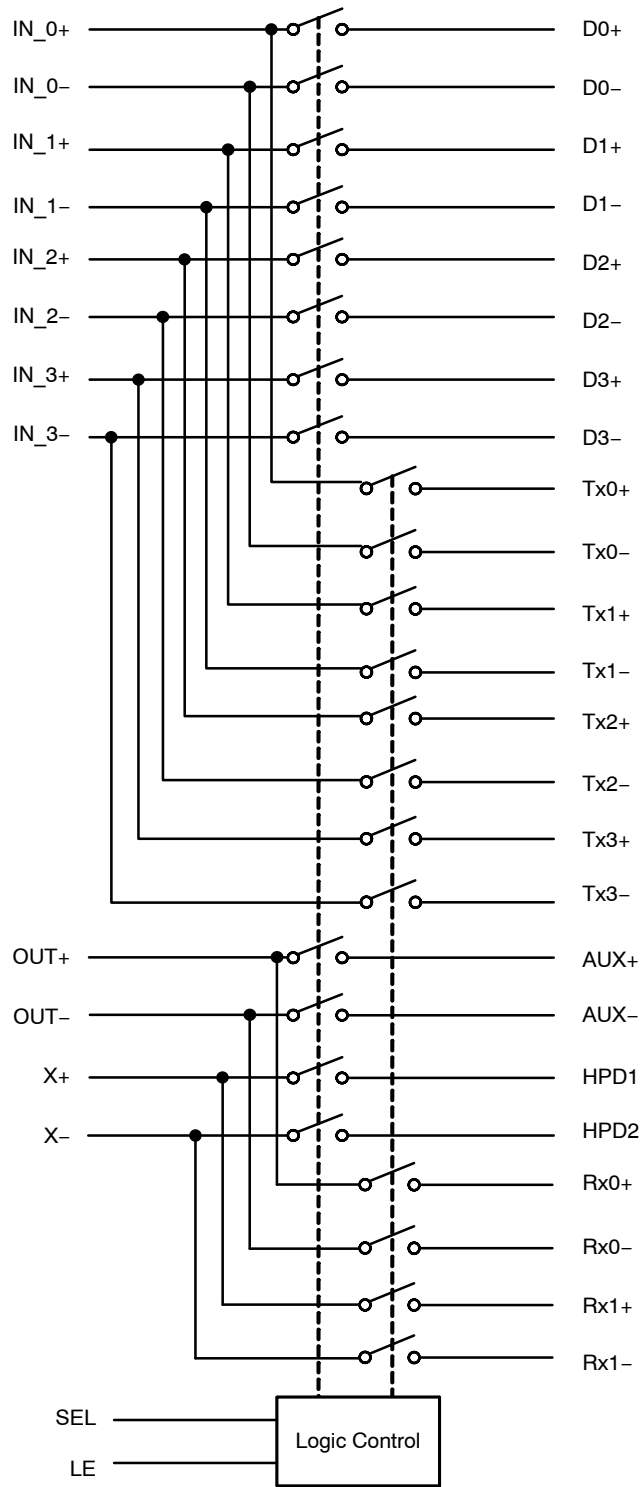 IN_0+ D0+
IN_0− D0−
IN_1+ D1+
IN_1− D1−
IN_2+ D2+
IN_2− D2−
IN_3+ D3+
IN_3− D3−
Tx0+
Tx0−
Tx1+
Tx1−
Tx2+
Tx2−
Tx3+
Tx3−
OUT+ AUX+
OUT− AUX−
X+ HPD1
X− HPD2
Rx0+
Rx0−
Rx1+
Rx1−
SEL
Logic Control
LE